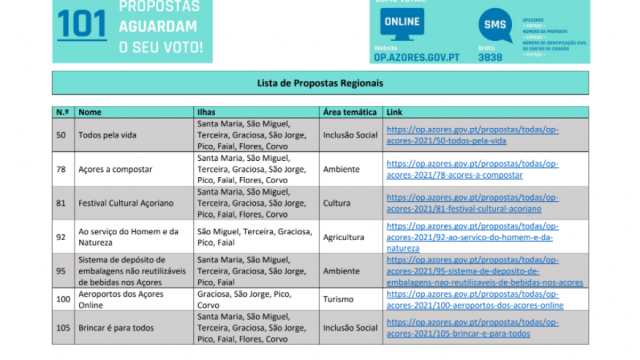 101
PROPOSTAS
AGUARDAM
O SEU VOTO!
ONLINE
Website
OP.AZORES.GOV.PT
SMS
Grátis
3838
OPAZORES
<ESPAÇO>
NÚMERO DA PROPOSTA
<ESPAÇO>
NÚMERO DE IDENTIFICAÇÃO CIVIL
DO CARTÃO DE CIDADÃO
Lista de Propostas Regionais
N.º Nome Ilhas Área temática Link
50 Todos pela vida
Santa Maria, São Miguel,
Terceira, Graciosa, São Jorge,
Pico, Faial, Flores, Corvo
Inclusão Social
https://op.azores.gov.pt/propostas/todas/op-
acores-2021/50-todos-pela-vida
78 Açores a compostar
Santa Maria, São Miguel,
Terceira, Graciosa, São Jorge,
Pico, Faial, Flores, Corvo
Ambiente
https://op.azores.gov.pt/propostas/todas/op-
acores-2021/78-acores-a-compostar
81 Festival Cultural Açoriano
Santa Maria, São Miguel,
Terceira, Graciosa, São Jorge,
Pico, Faial, Flores, Corvo
Cultura
https://op.azores.gov.pt/propostas/todas/op-
acores-2021/81-festival-cultural-acoriano
92 Ao serviço do Homem e da
Natureza
São Miguel, Terceira, Graciosa,
Pico, Faial
Agricultura
https://op.azores.gov.pt/propostas/todas/op-
acores-2021/92-ao-servico-do-homem-e-da-
natureza
95 Sistema de depósito de
embalagens não reutilizáveis
de bebidas nos Açores
Santa Maria, São Miguel,
Terceira, Graciosa, São Jorge,
Pico, Faial
Ambiente
https://op.azores.gov.pt/propostas/todas/op-
acores-2021/95-sistema-de-deposito-de-
embalagens-nao-reutilizaveis-de-bebidas-nos-acores
100 Aeroportos dos Açores
Online
Graciosa, São Jorge, Pico,
Corvo
Turismo
https://op.azores.gov.pt/propostas/todas/op-
acores-2021/100-aeroportos-dos-acores-online
105 Brincar é para todos
Santa Maria, São Miguel,
Terceira, Graciosa, São Jorge,
Pico, Faial, Flores, Corvo
Inclusão Social
https://op.azores.gov.pt/propostas/todas/op-
acores-2021/105-brincar-e-para-todos